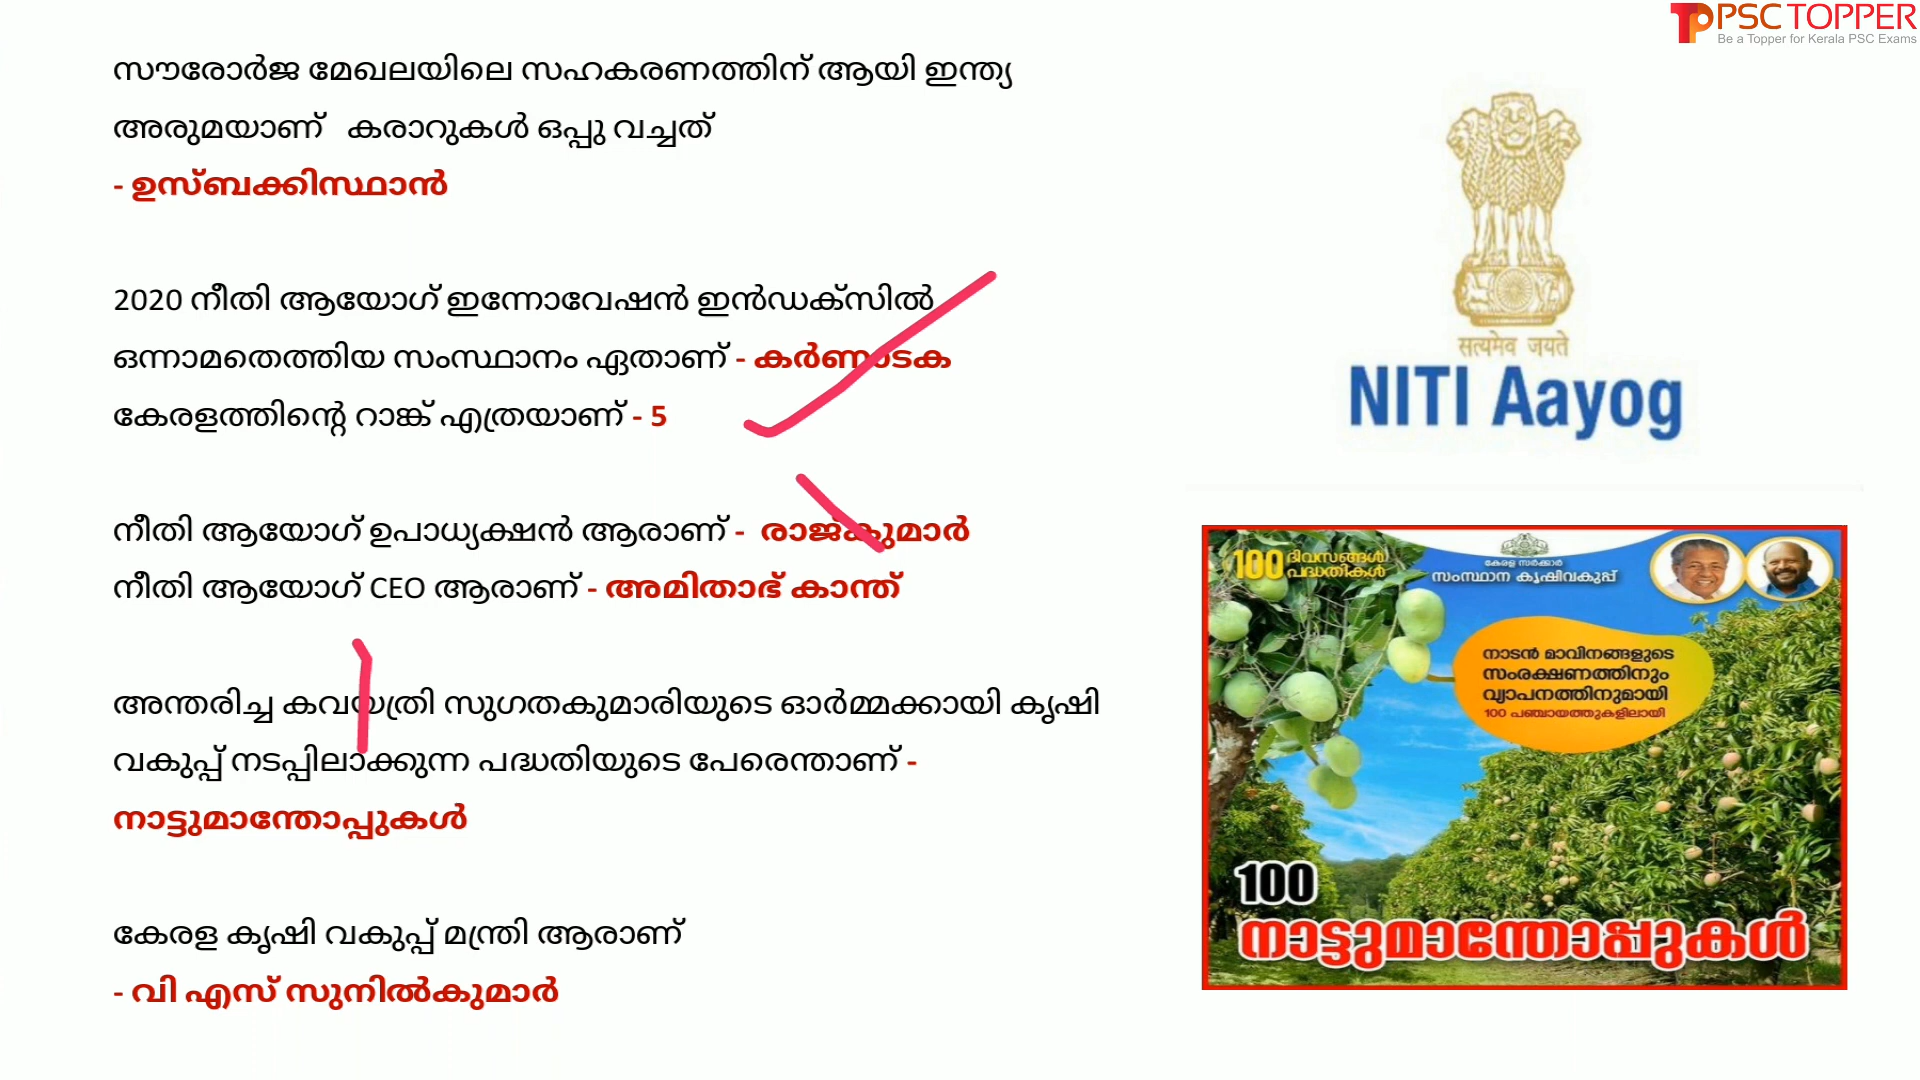 PSC TOPPER
Be a Topper for Kerala PSC Exams
സൗരോർജ മേഖലയിലെ സഹകരണത്തിന് ആയി ഇന്ത്യ
അരുമയാണ് കരാറുകൾ ഒപ്പു വച്ചത്
- ഉസ്ബക്കിസ്ഥാൻ
2020 നീതി ആയോഗ് ഇന്നോവേഷൻ ഇൻഡക്സിൽ
ഒന്നാമതെത്തിയ സംസ്ഥാനം ഏതാണ് - കർണാടക
കേരളത്തിന്റെ റാങ്ക് എത്രയാണ് - 5
നീതി ആയോഗ് ഉപാധ്യക്ഷൻ ആരാണ് - രാജ്കുമാർ
നീതി ആയോഗ് CEO ആരാണ് - അമിതാഭ് കാന്ത്
അന്തരിച്ച കവയത്രി സുഗതകുമാരിയുടെ ഓർമ്മക്കായി കൃഷി
വകുപ്പ് നടപ്പിലാക്കുന്ന പദ്ധതിയുടെ പേരെന്താണ് -
നാട്ടുമാന്തോപ്പുകൾ
കേരള കൃഷി വകുപ്പ് മന്ത്രി ആരാണ്
- വി എസ് സുനിൽകുമാർ
सत्यमेव जयते
NITI Aayog
100 ദിവസങ്ങൾ
പദ്ധതികൾ
കേരള സർക്കാർ
സംസ്ഥാന കൃഷിവകുപ്പ്
നാടൻ മാവിനങ്ങളുടെ
സംരക്ഷണത്തിനും
വ്യാപനത്തിനുമായി
100 പഞ്ചായത്തുകളിലായി
100
നാട്ടുമാന്തോപ്പുകൾ